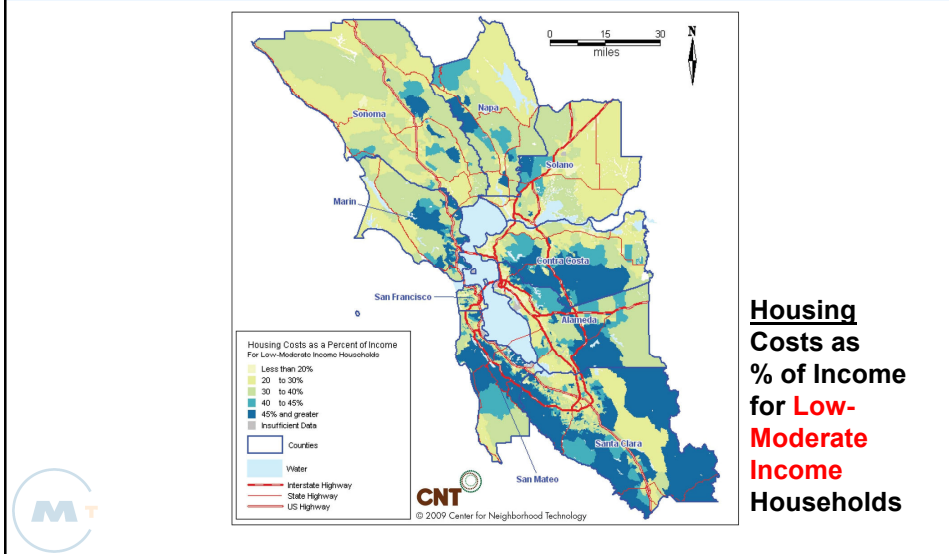 0 15 30
miles
N
Sonoma
Napa
Solano
Marin
Contra Costa
San Francisco
Alameda
Santa Clara
San Mateo
Housing Costs as a Percent of Income
For Low-Moderate Income Households
Less than 20%
20 to 30%
30 to 40%
40 to 45%
45% and greater
Insufficient Data
Counties
Water
Interstate Highway
State Highway
US Highway
CNT
© 2009 Center for Neighborhood Technology
Housing
Costs as
% of Income
for Low-
Moderate
Income
Households
M T